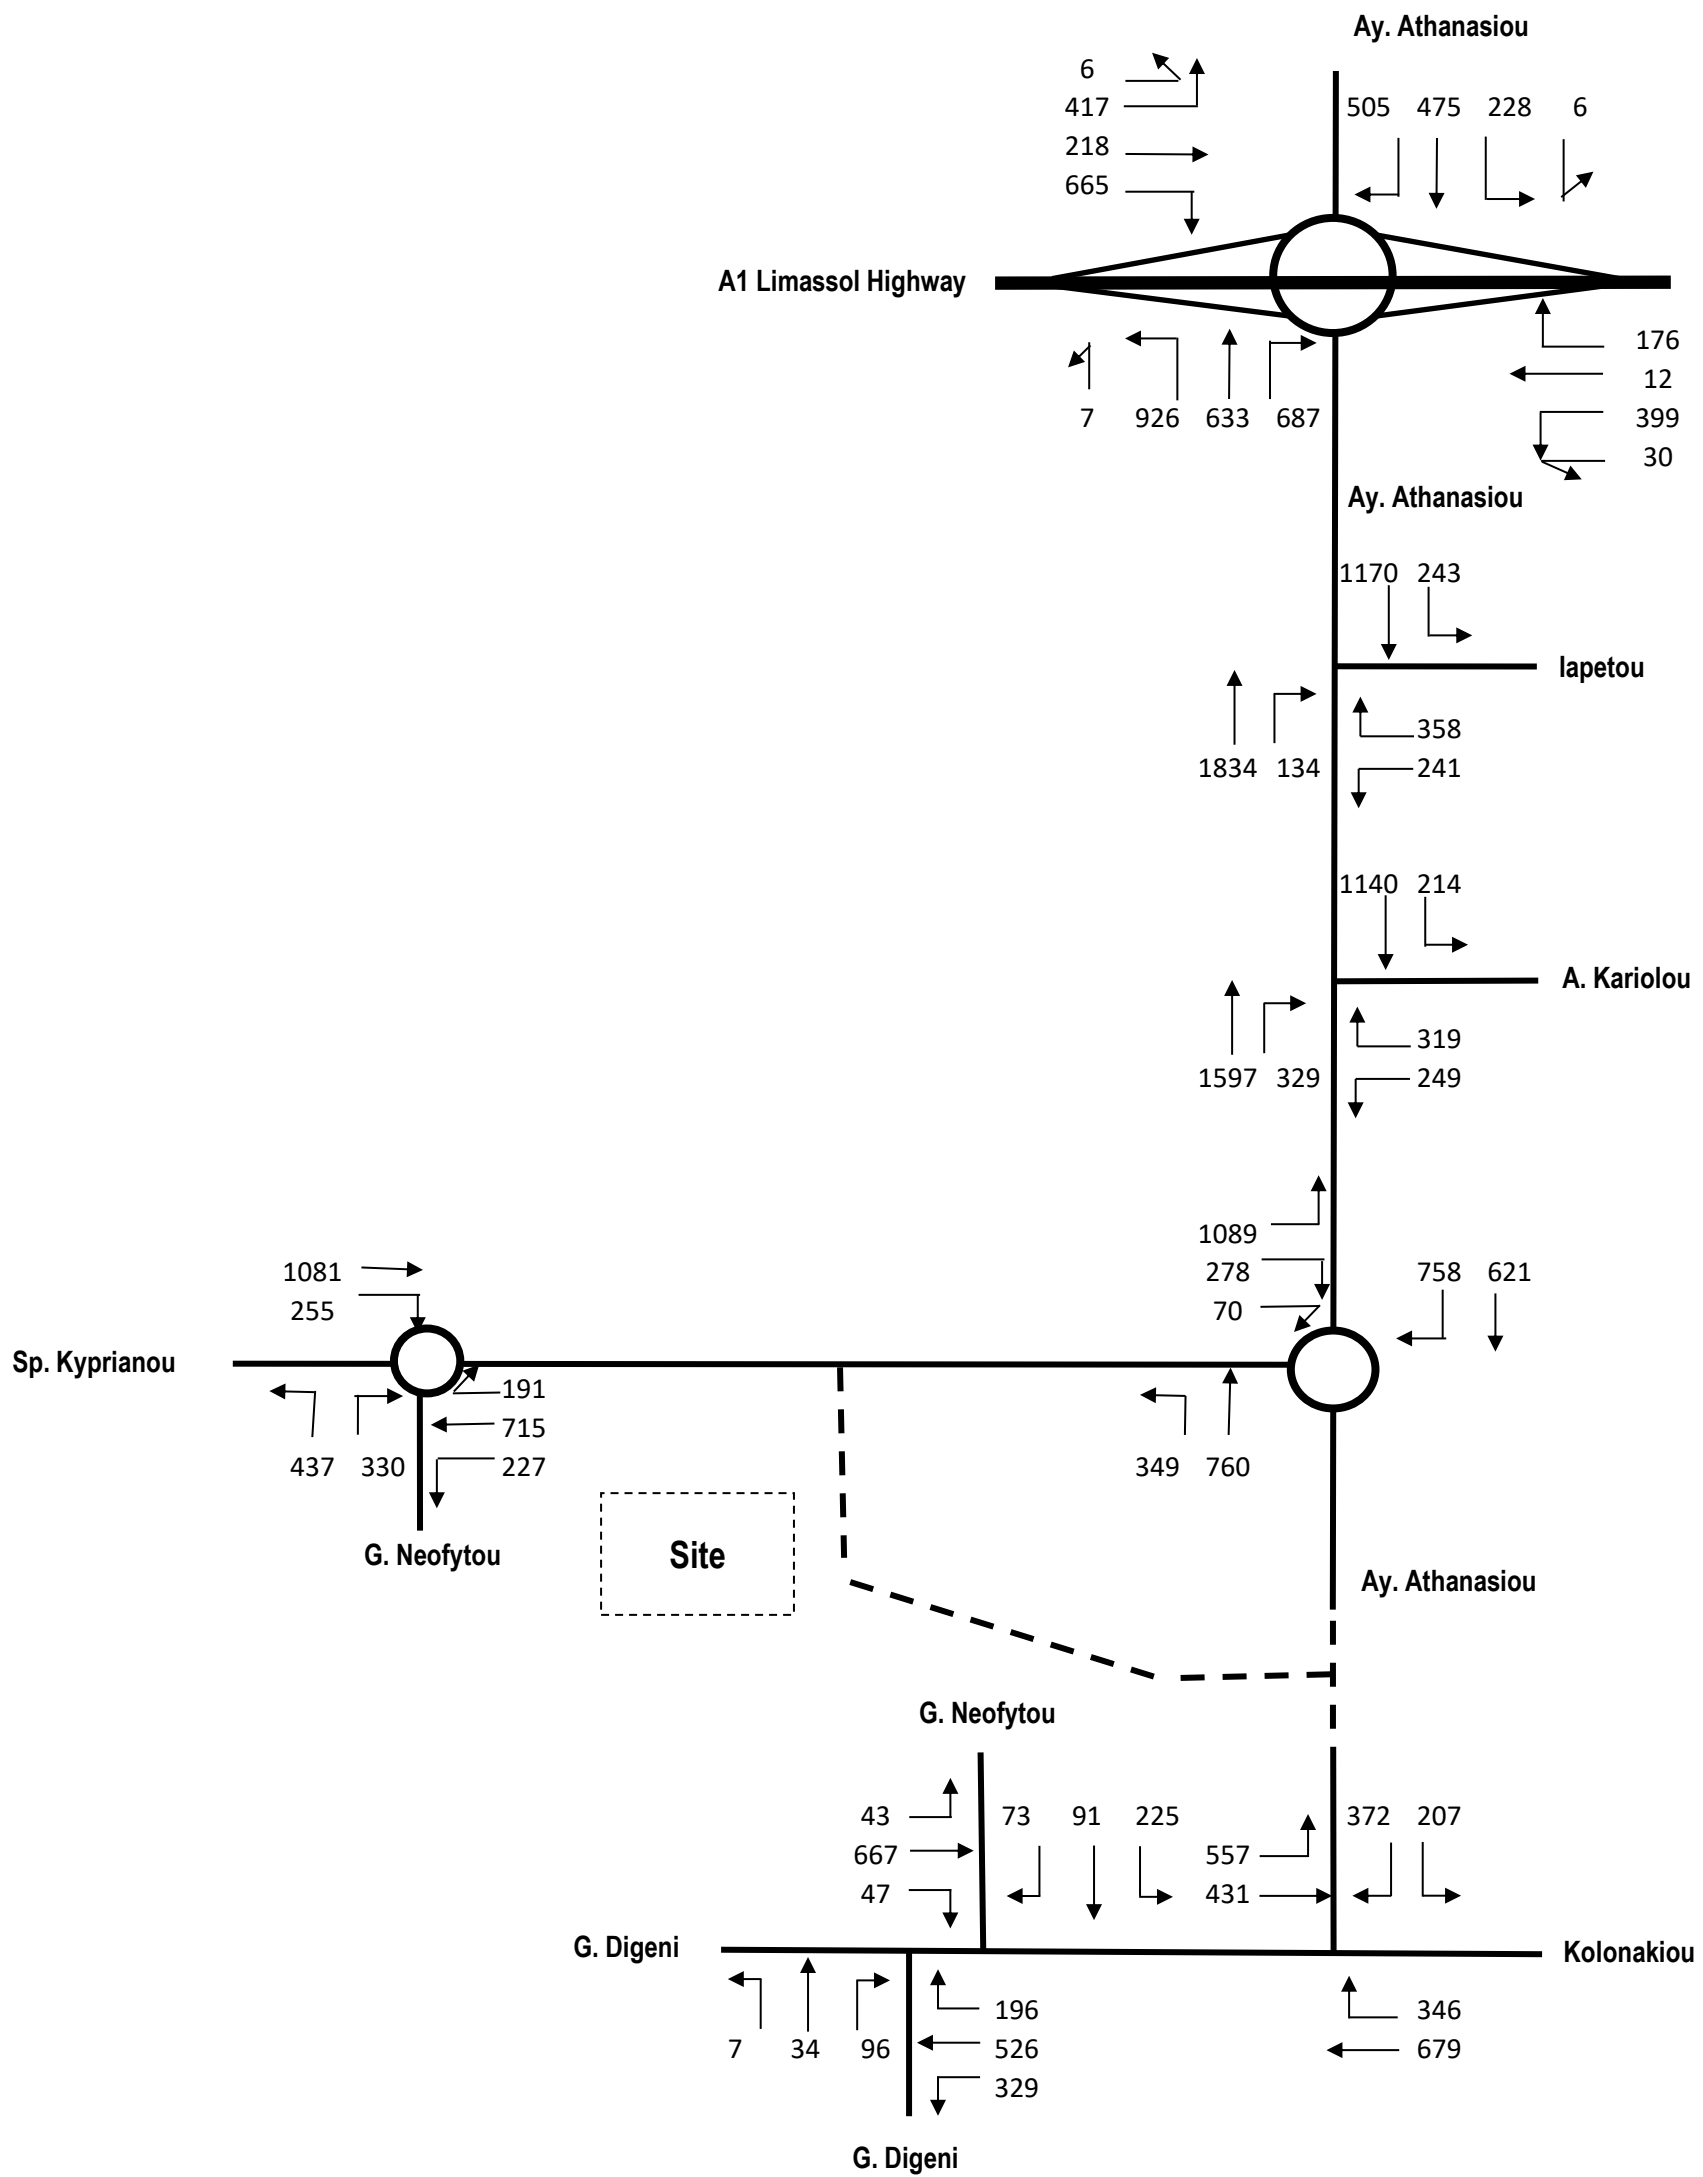 Ay. Athanasiou
6
417
218
665
505 475 228 6
A1 Limassol Highway
176
12
399
30
7 926 633 687
Ay. Athanasiou
1170 243
Iapetou
358
241
1834 134
1140 214
A. Kariolou
319
249
1597 329
1089
278
70
758 621
1081
255
Sp. Kyprianou
191
715
227
437 330
349 760
G. Neofytou
Site
Ay. Athanasiou
G. Neofytou
43
667
47
73 91 225
557
431
372 207
G. Digeni
Kolonakiou
7 34 96
196
526
329
346
679
G. Digeni